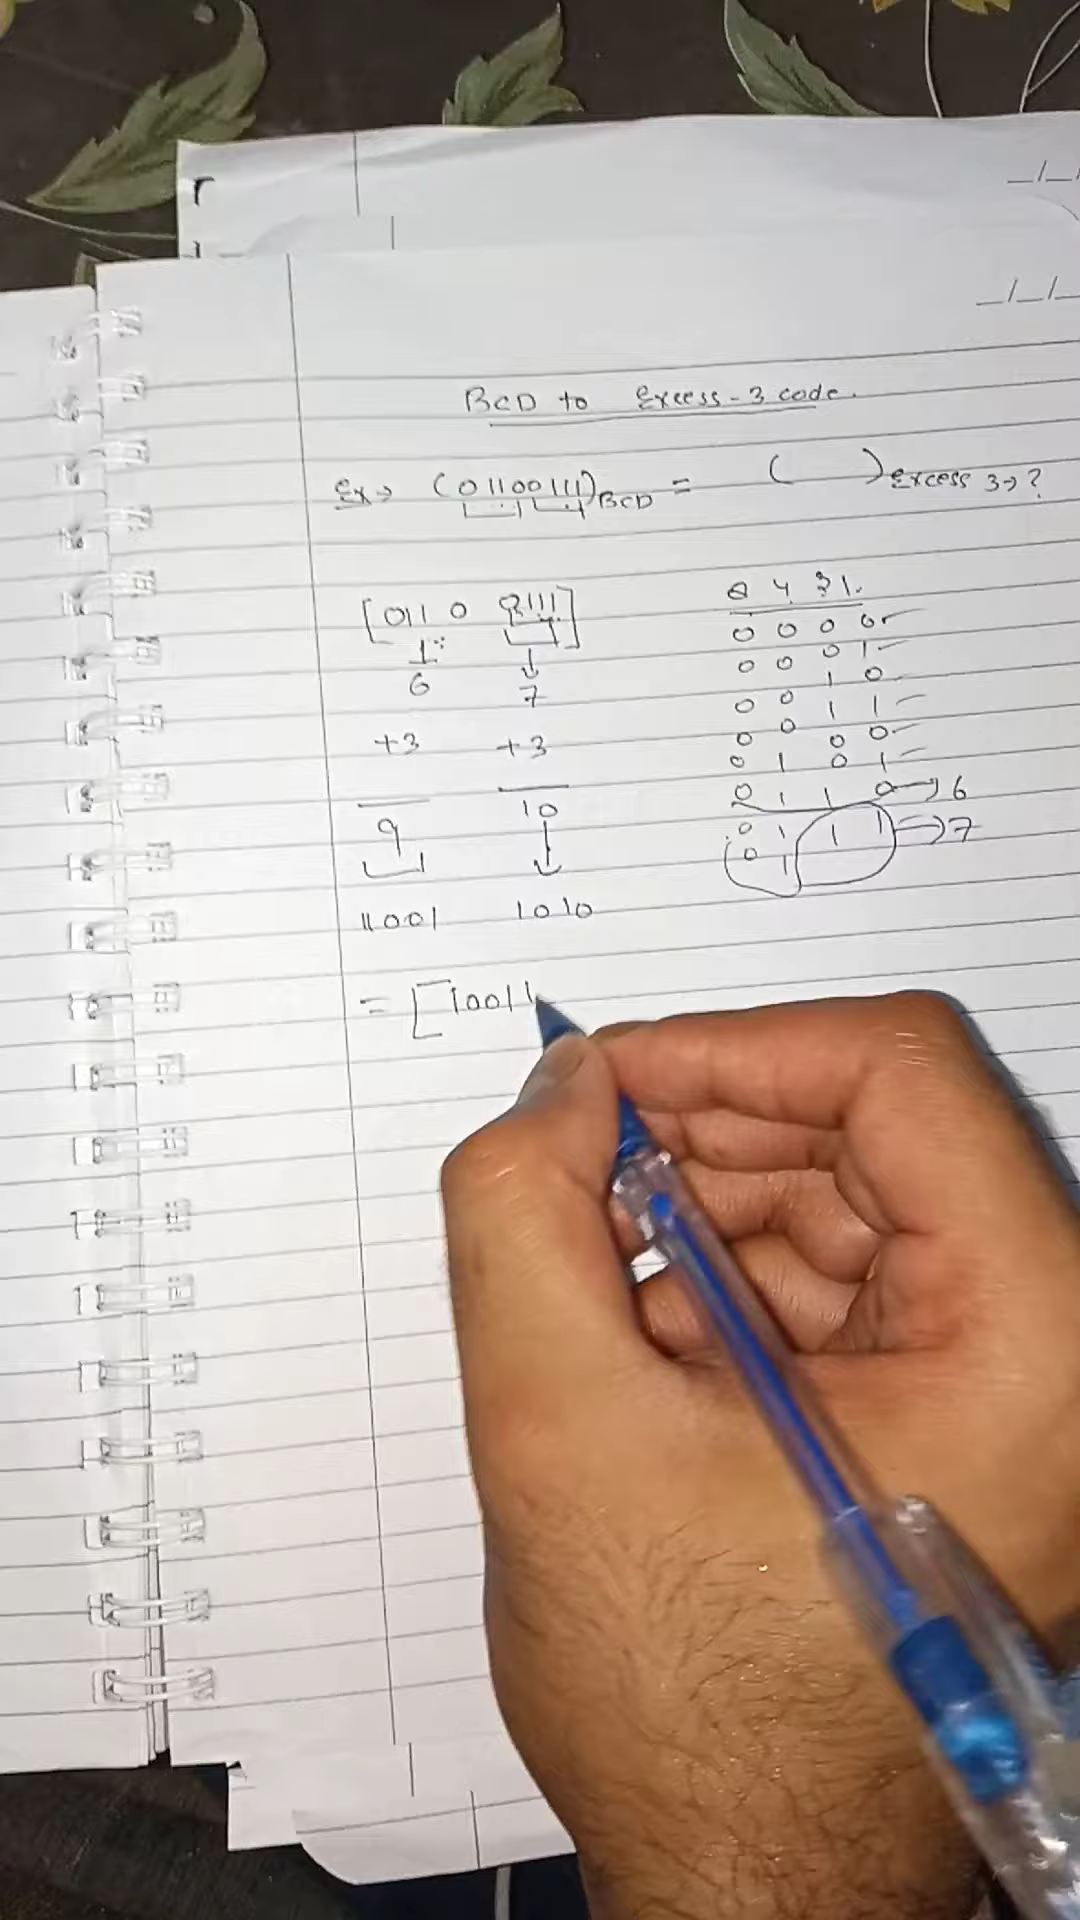 _/_/
_/_/_
BCD to Excess-3 code.
Ex→ (01100111)BCD = ( )Excess 3→?
[0110 0111]
6 7
+3 +3
9 10
11001 1010
= [10011
8 4 2 1.
0 0 0 0
0 0 0 1
0 0 1 0
0 0 1 1
0 0 0
0 1 0 1
0 1 1 0→6
0 1 1 1→7
0 1